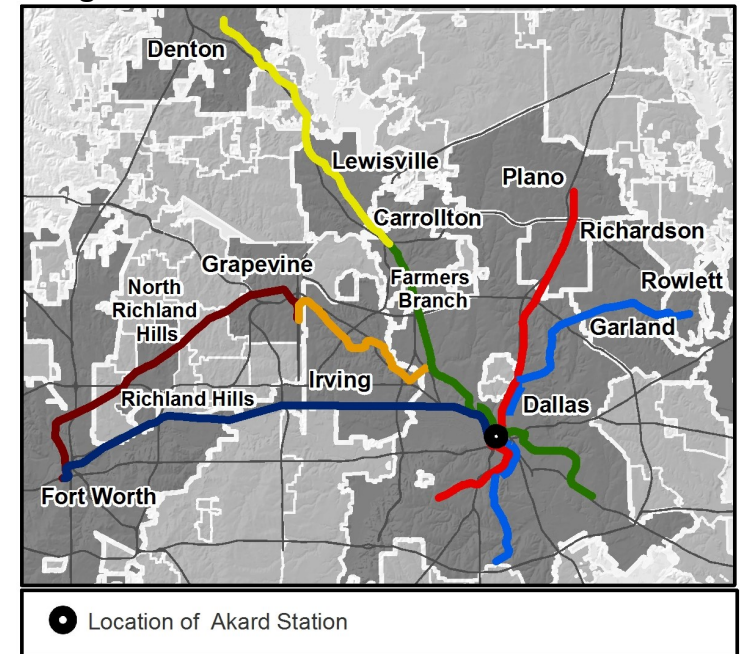 Denton
Lewisville
Plano
Carrollton
Richardson
Grapevine
Farmers
Branch
Rowlett
North
Richland
Hills
Garland
Irving
Richland Hills
Dallas
Fort Worth
Location of Akard Station